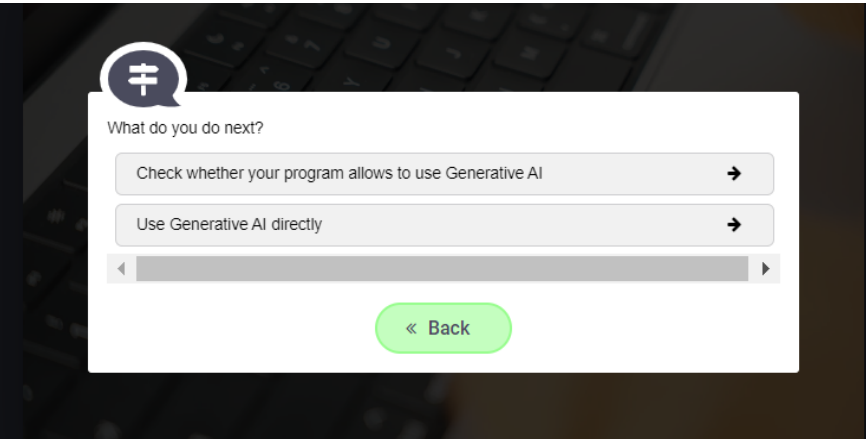 What do you do next?
Check whether your program allows to use Generative AI
Use Generative AI directly
« Back